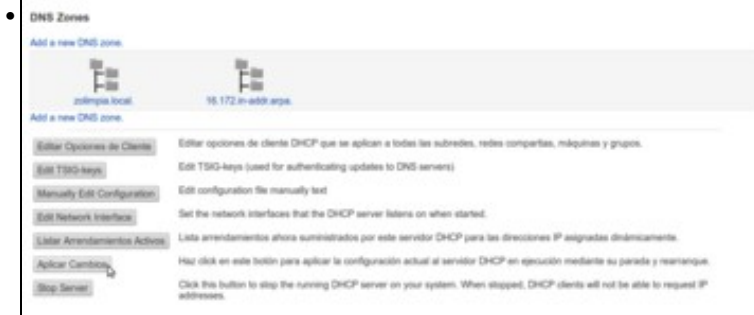 DNS Zones
Add a new DNS zone.
zolimpia.local.
16.172.in-addr.arpa.
Add a new DNS zone.
Editar Opciones de Cliente
Editar opciones de cliente DHCP que se aplican a todas las subredes, redes compartias, máquinas y grupos.
Edit TSIG-keys
Edit TSIG-keys (used for authenticating updates to DNS servers)
Manually Edit Configuration
Edit configuration file manually text
Edit Network Interface
Set the network interfaces that the DHCP server listens on when started.
Listar Arrendamientos Activos
Lista arrendamientos ahora suministrados por este servidor DHCP para las direcciones IP asignadas dinámicamente.
Aplicar Cambios
Haz click en este botón para aplicar la configuración actual al servidor DHCP en ejecución mediante su parada y rearranque.
Stop Server
Click this button to stop the running DHCP server on your system. When stopped, DHCP clients will not be able to request IP
addresses.